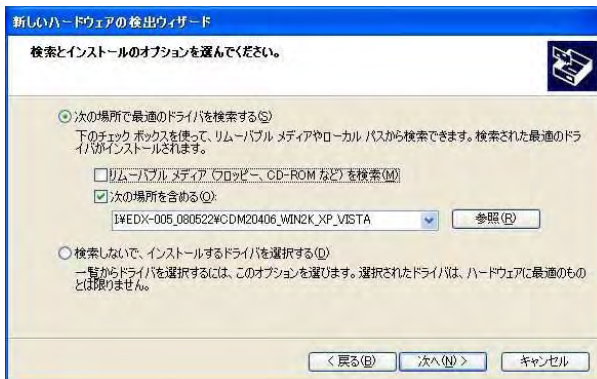 新しいハードウェアの検出ウィザード
検索とインストールのオプションを選んでください。
次の場所で最適のドライバを検索する(S)
下のチェック ボックスを使って、リムーバブル メディアやローカル パスから検索できます。検索された最適のドラ
イバがインストールされます。
リムーバブル メディア (フロッピー、CD-ROM など) を検索(M)
次の場所を含める(O):
I:¥EDX-005_080522¥CDM20406_WIN2K_XP_VISTA
参照(R)
検索しないで、インストールするドライバを選択する(D)
一覧からドライバを選択するには、このオプションを選びます。選択されたドライバは、ハードウェアに最適のもの
とは限りません。
< 戻る(B)
次へ(N) >
キャンセル